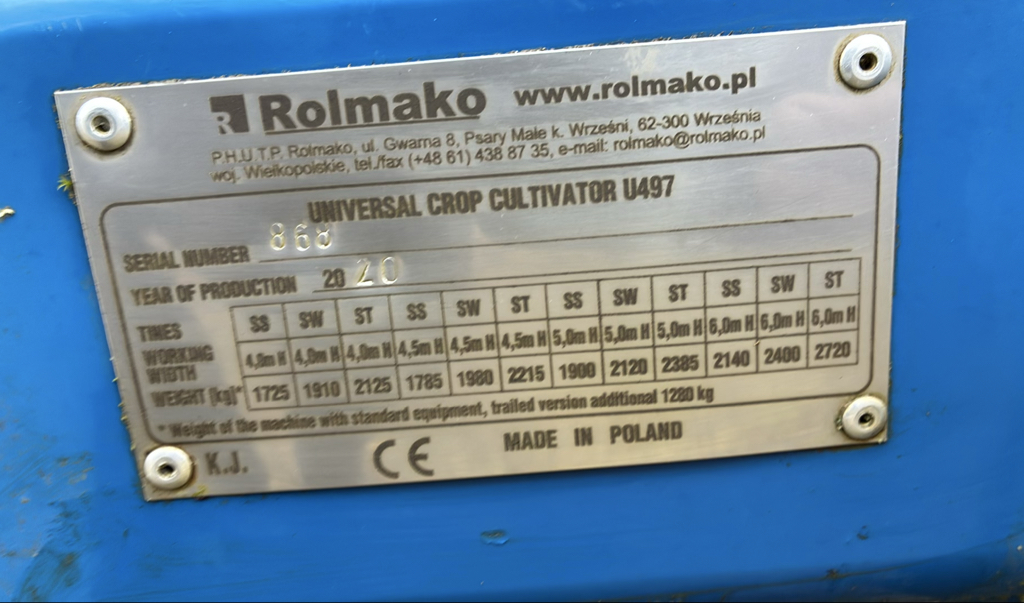 Rolmako www.rolmako.pl
P.H.U.T.P. Rolmako, ul. Gwarna 8, Psary Małe k. Wrześni, 62-300 Września
woj. Wielkopolskie, tel./fax (+48 61) 438 87 35, e-mail: rolmako@rolmako.pl
UNIVERSAL CROP CULTIVATOR U497
SERIAL NUMBER 868
YEAR OF PRODUCTION 2020
TINES SS SW ST SS SW ST SS SW ST SS SW ST
WORKING WIDTH 4,0m H 4,0m H 4,0m H 4,5m H 4,5m H 4,5m H 5,0m H 5,0m H 5,0m H 6,0m H 6,0m H 6,0m H
WEIGHT [kg]* 1725 1910 2125 1785 1980 2215 1900 2120 2385 2140 2400 2720
* Weight of the machine with standard equipment, trailed version additional 1280 kg
K.J. CE MADE IN POLAND